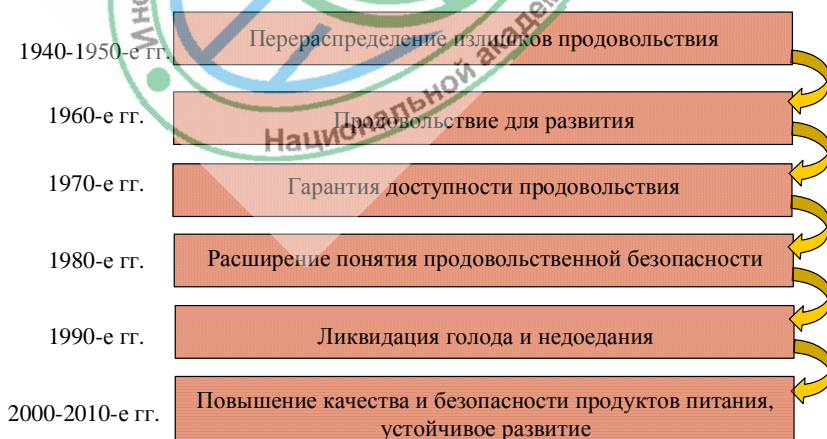 1940-1950-е гг.
Перераспределение излишков продовольствия
1960-е гг.
Продовольствие для развития
1970-е гг.
Гарантия доступности продовольствия
1980-е гг.
Расширение понятия продовольственной безопасности
1990-е гг.
Ликвидация голода и недоедания
2000-2010-е гг.
Повышение качества и безопасности продуктов питания,
устойчивое развитие
Национальной